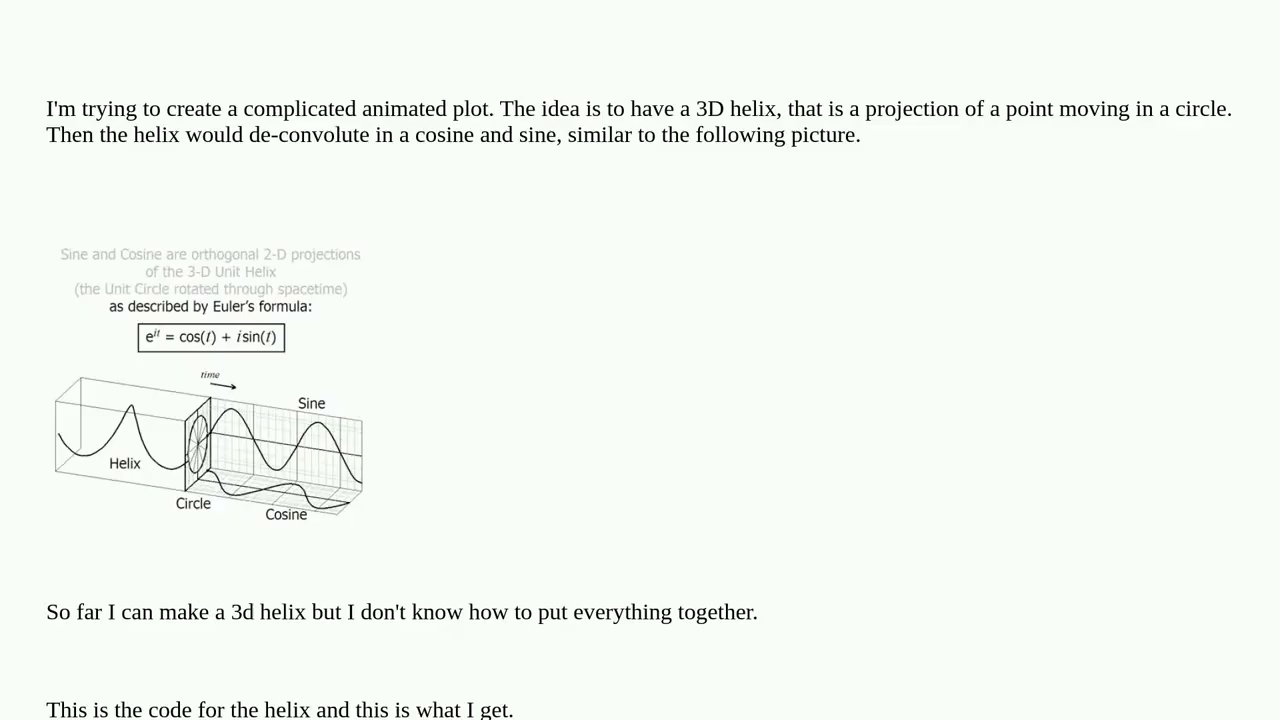 I'm trying to create a complicated animated plot. The idea is to have a 3D helix, that is a projection of a point moving in a circle.
Then the helix would de-convolute in a cosine and sine, similar to the following picture.
Sine and Cosine are orthogonal 2-D projections
of the 3-D Unit Helix
(the Unit Circle rotated through spacetime)
as described by Euler's formula:
e^it = cos(t) + i sin(t)
time
Sine
Helix
Circle
Cosine
So far I can make a 3d helix but I don't know how to put everything together.
This is the code for the helix and this is what I get.